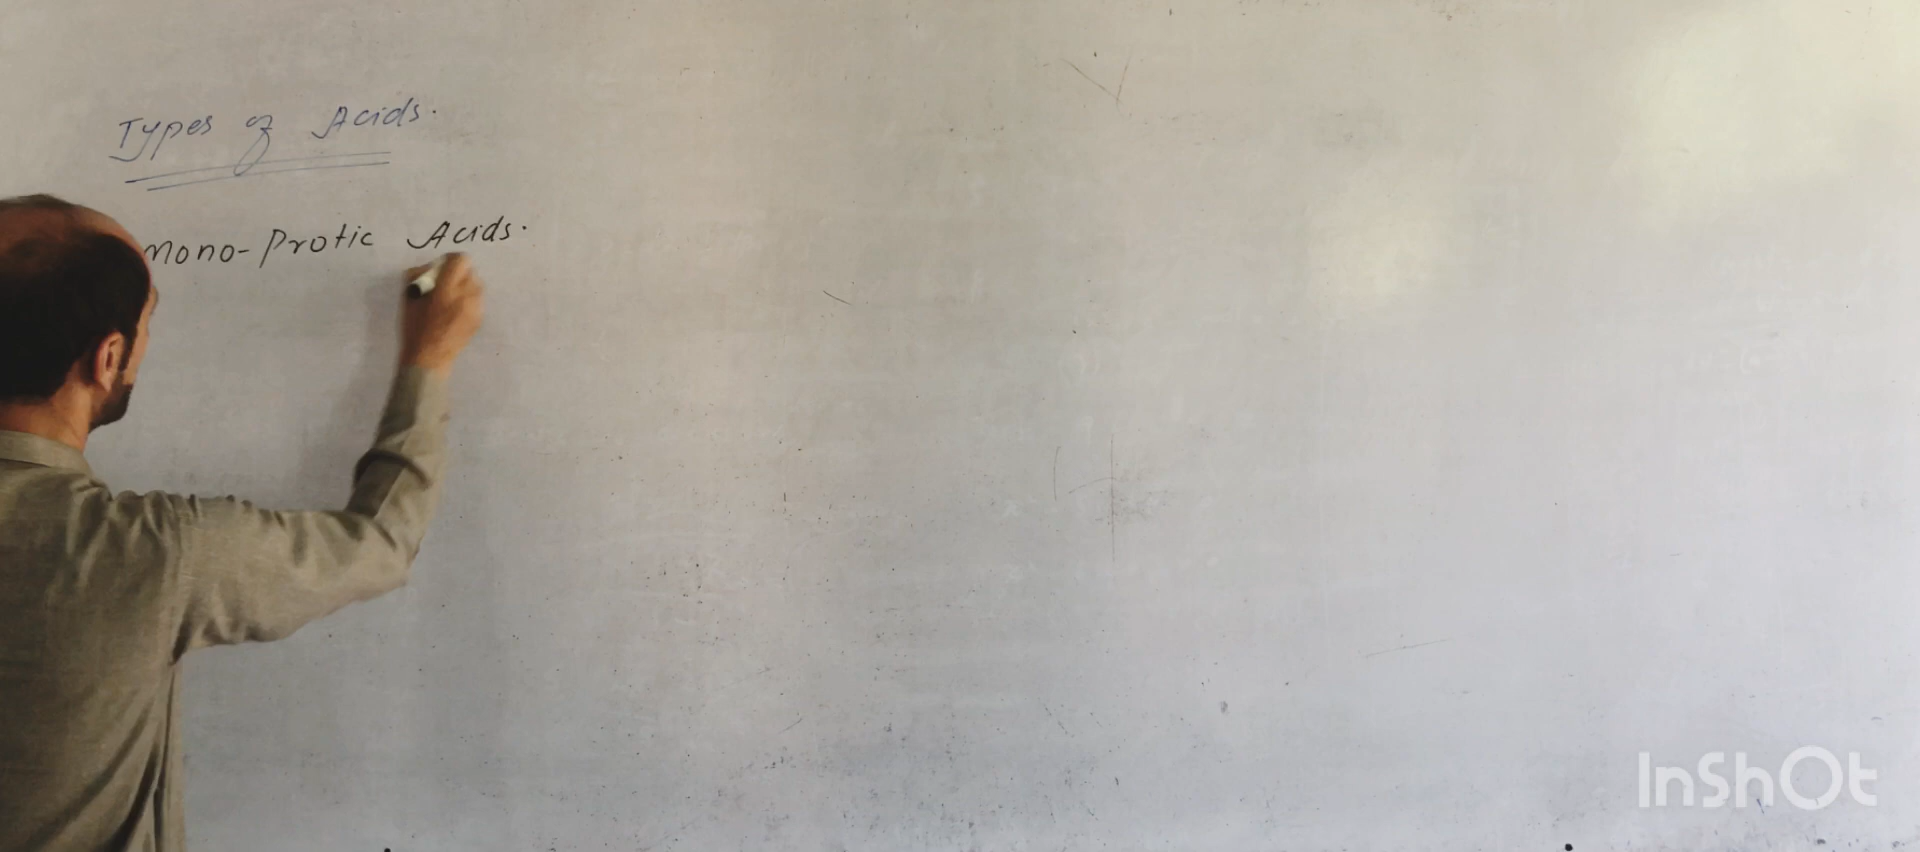 Types of Acids.
Mono-Protic Acids.
InShOt